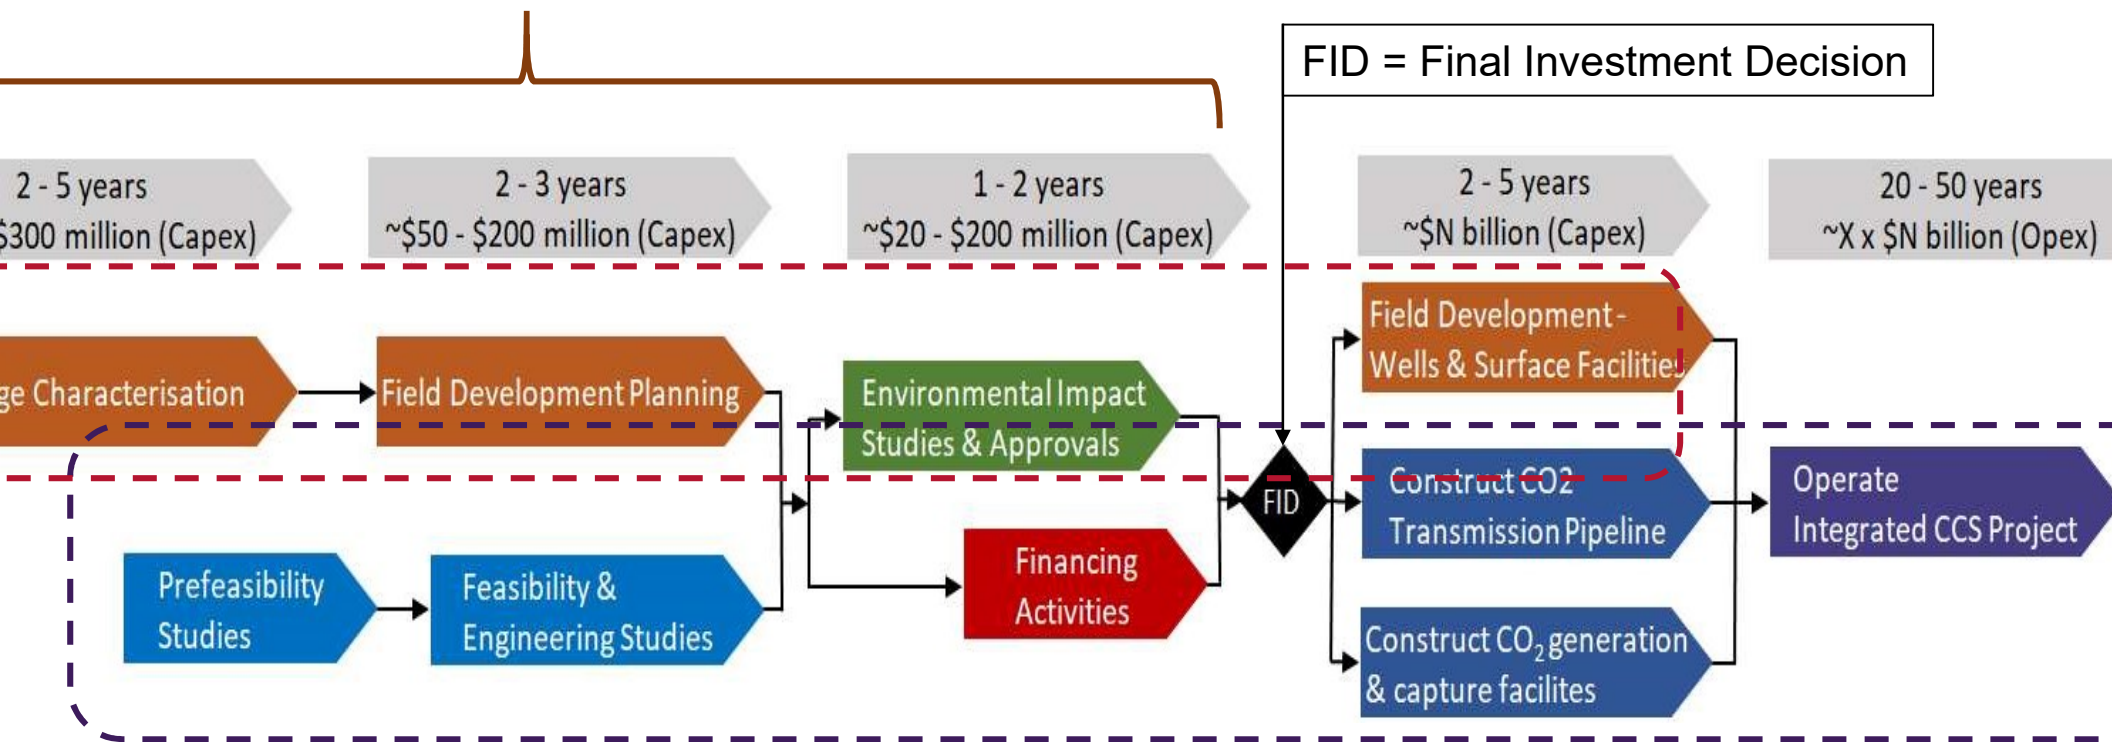 FID = Final Investment Decision
2 - 5 years
$300 million (Capex)
2 - 3 years
~$50 - $200 million (Capex)
1 - 2 years
~$20 - $200 million (Capex)
2 - 5 years
~$N billion (Capex)
20 - 50 years
~X x $N billion (Opex)
ge Characterisation
Field Development Planning
Environmental Impact
Studies & Approvals
FID
Field Development -
Wells & Surface Facilities
Construct CO2
Transmission Pipeline
Operate
Integrated CCS Project
Prefeasibility
Studies
Feasibility &
Engineering Studies
Financing
Activities
Construct CO₂ generation
& capture facilites